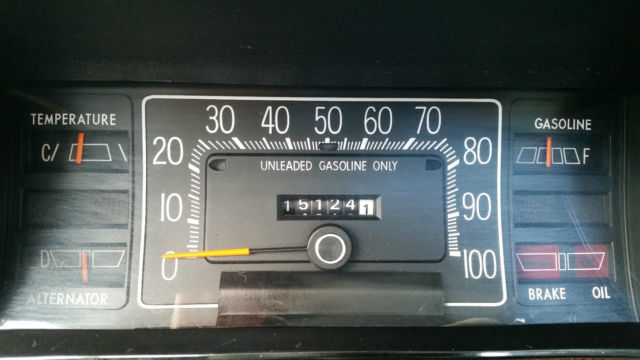 TEMPERATURE
C
ALTERNATOR
D
0
10
20
30
40
50
60
70
80
90
100
UNLEADED GASOLINE ONLY
151241
GASOLINE
F
BRAKE OIL